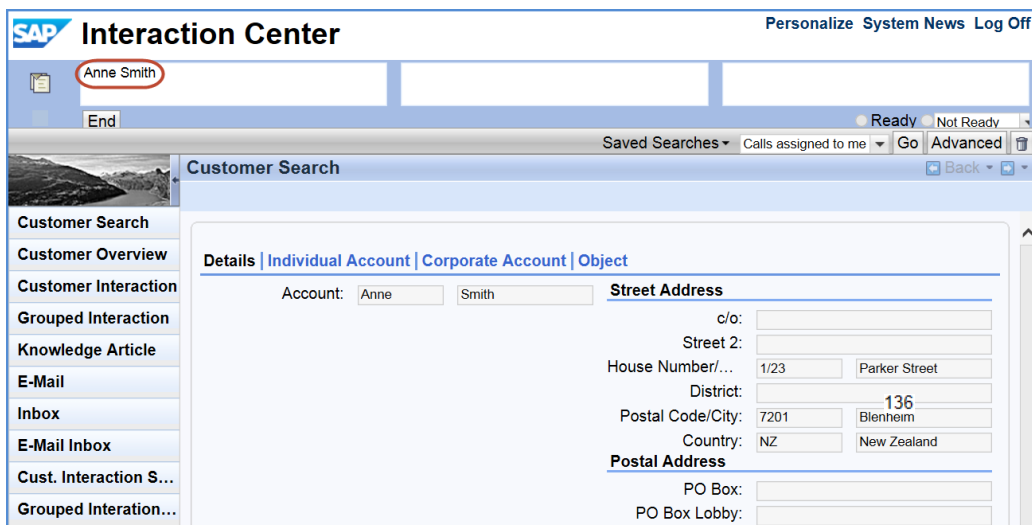 SAP Interaction Center
Personalize System News Log Off
Anne Smith
End
Ready Not Ready
Saved Searches Calls assigned to me Go Advanced
Customer Search
Back
Customer Search
Customer Overview
Customer Interaction
Grouped Interaction
Knowledge Article
E-Mail
Inbox
E-Mail Inbox
Cust. Interaction S...
Grouped Interation...
Details | Individual Account | Corporate Account | Object
Account: Anne Smith
Street Address
c/o:
Street 2:
House Number/... 1/23 Parker Street
District:
136
Postal Code/City: 7201 Blenheim
Country: NZ New Zealand
Postal Address
PO Box:
PO Box Lobby: